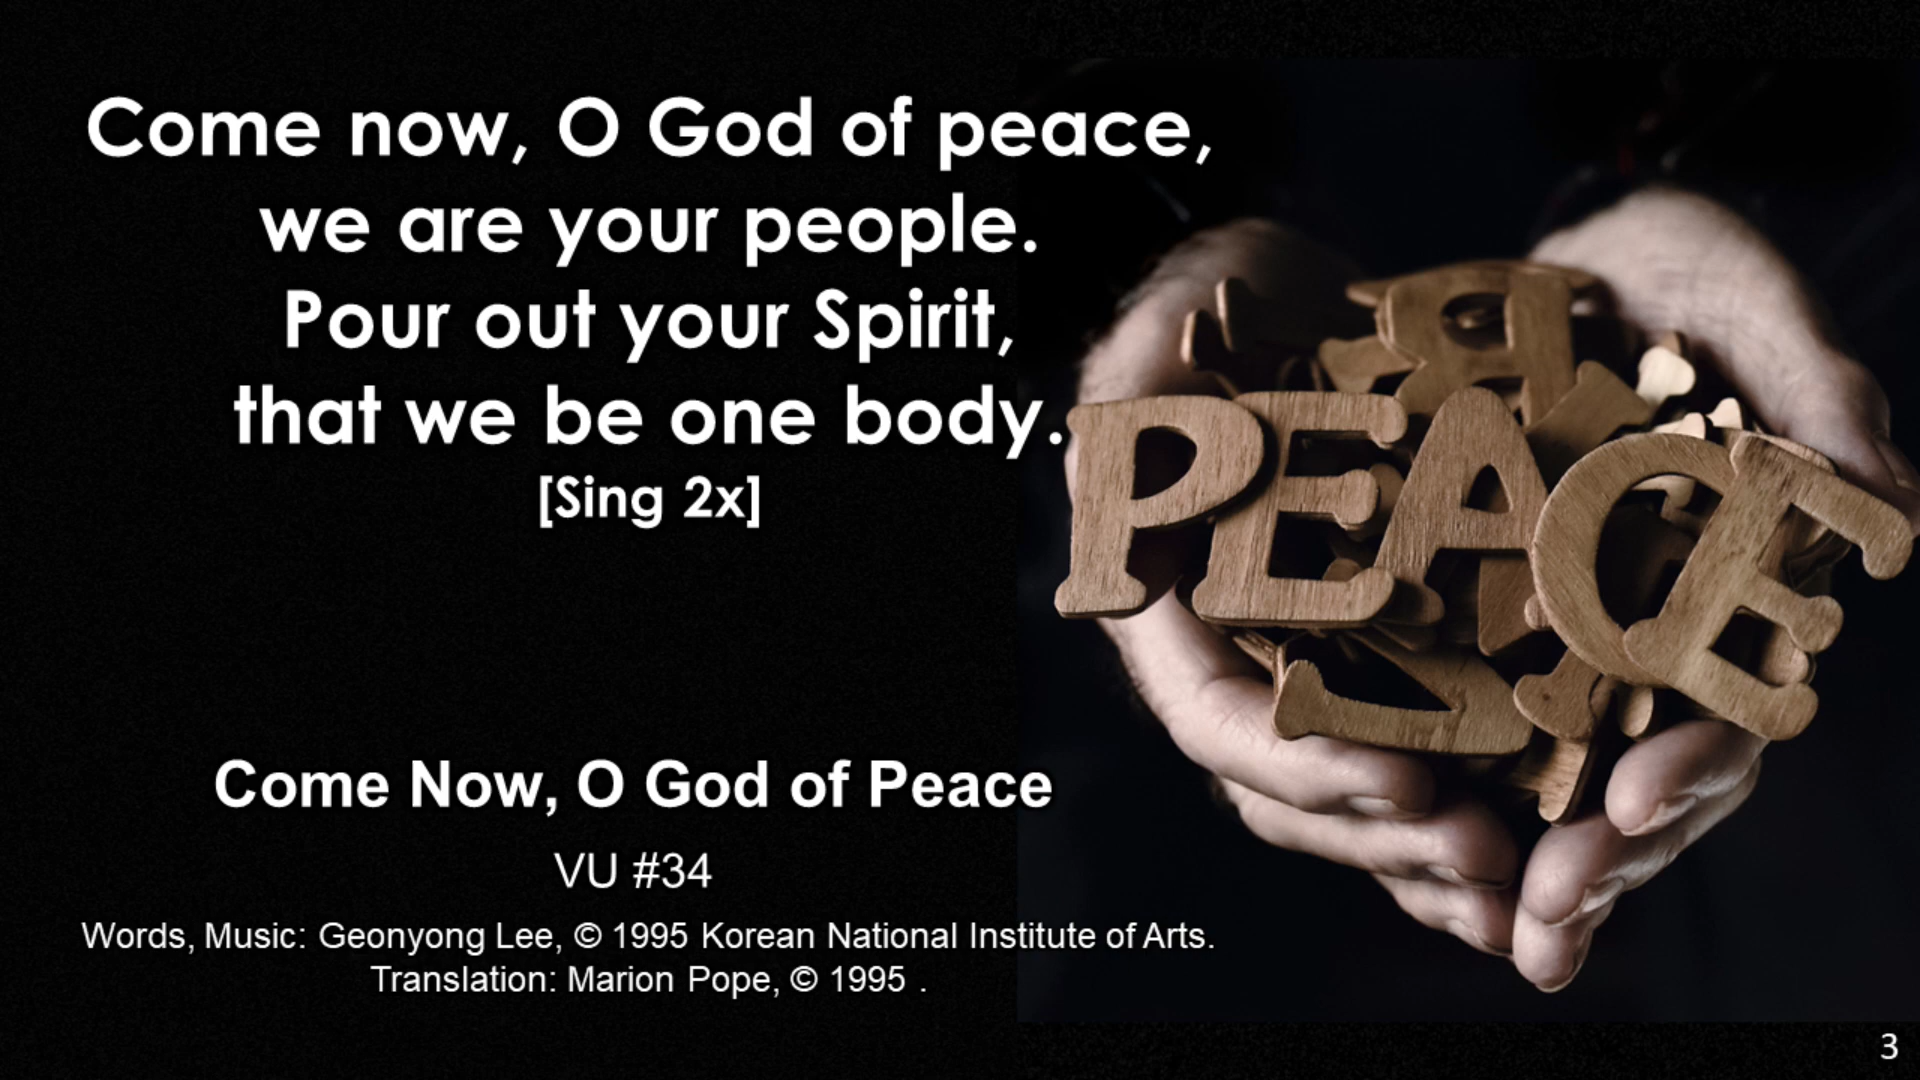 Come now, O God of peace,
we are your people.
Pour out your Spirit,
that we be one body.
[Sing 2x]
PEACE
Come Now, O God of Peace
VU #34
Words, Music: Geonyong Lee, © 1995 Korean National Institute of Arts.
Translation: Marion Pope, © 1995 .
3